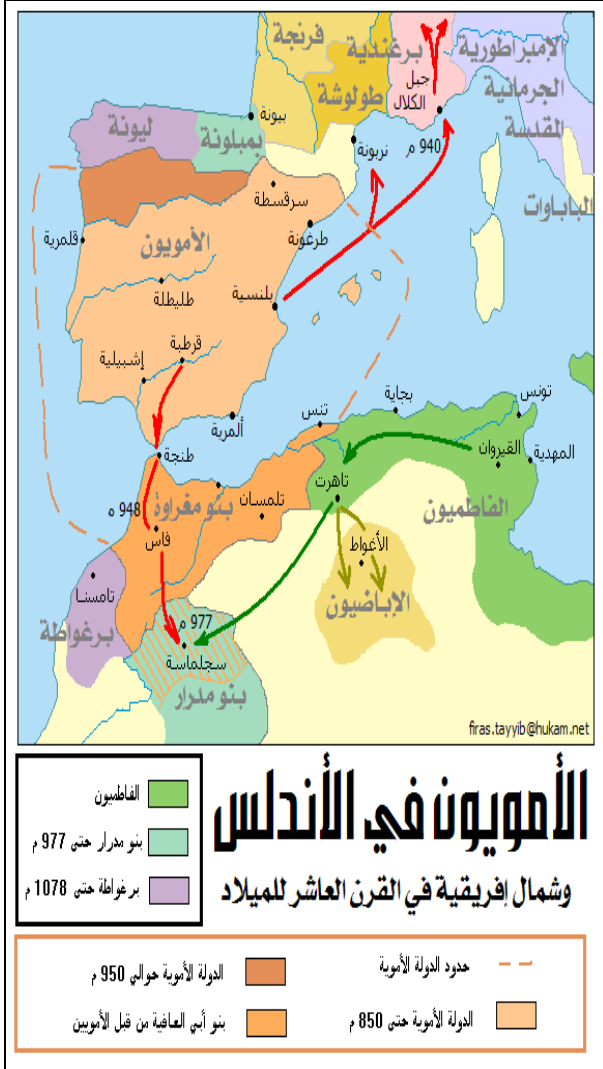 فرنجة
برغندية
الإمبراطورية
الجرمانية
المقدسة
جبل
الكلال
طولوشة
بيونة
ليونة
بمبلونة
نربونة
940 م
الباباوات
سرقسطة
طرغونة
قلمرية
الأمويون
طليطلة
بلنسية
قرطبة
إشبيلية
ألمرية
تنس
بجاية
تونس
طنجة
القيروان
المهدية
تاهرت
بنو مغراوة
تلمسان
948 م
الفاطميون
فاس
الأغواط
تامسنا
الإباضيون
برغواطة
977 م
سجلماسة
بنو مدرار
firas.tayyib@hukam.net
الأمويون في الأندلس
وشمال إفريقية في القرن العاشر للميلاد
الفاطميون
بنو مدرار حتى 977 م
برغواطة حتى 1078 م
حدود الدولة الأموية
الدولة الأموية حوالي 950 م
الدولة الأموية حتى 850 م
بنو أبي العافية من قبل الأمويين